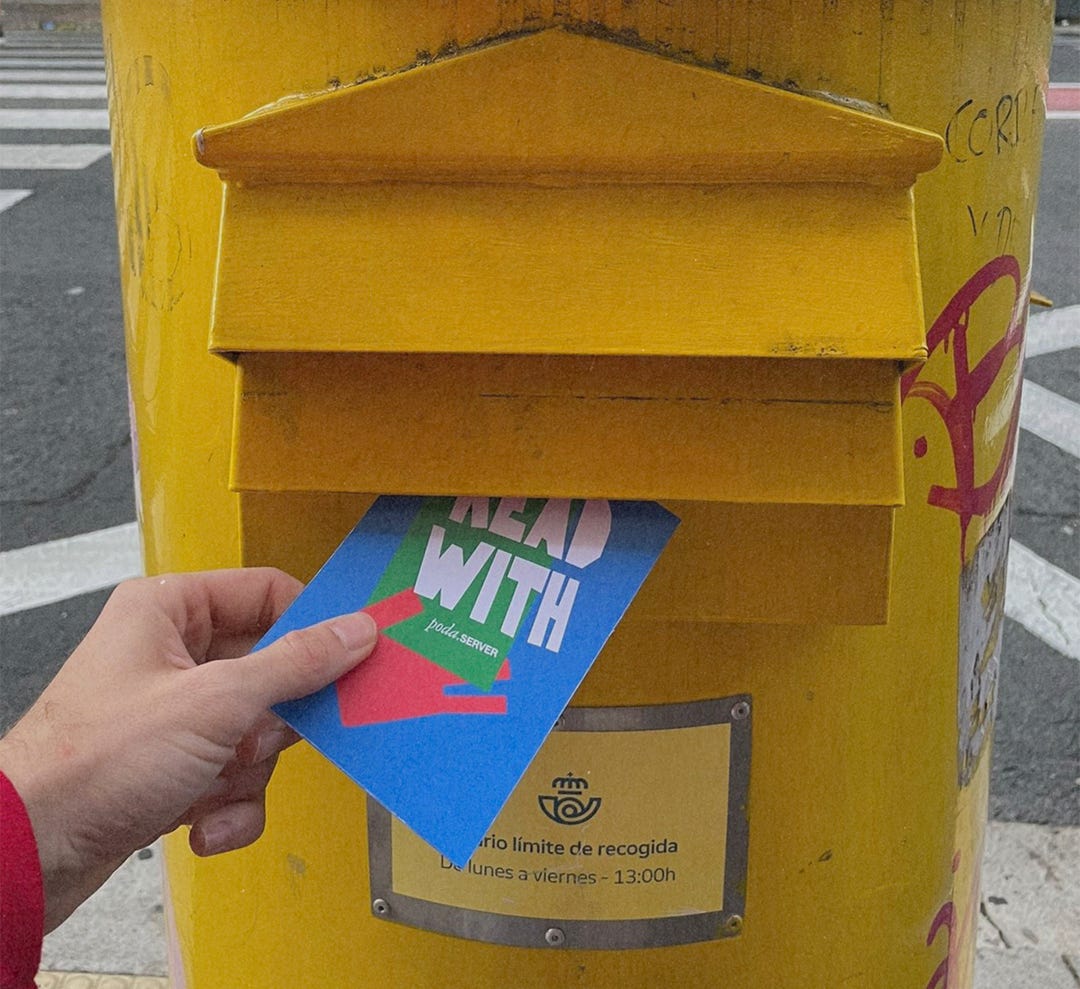 WITH
poda.SERVER
límite de recogida
De lunes a viernes - 13:00h